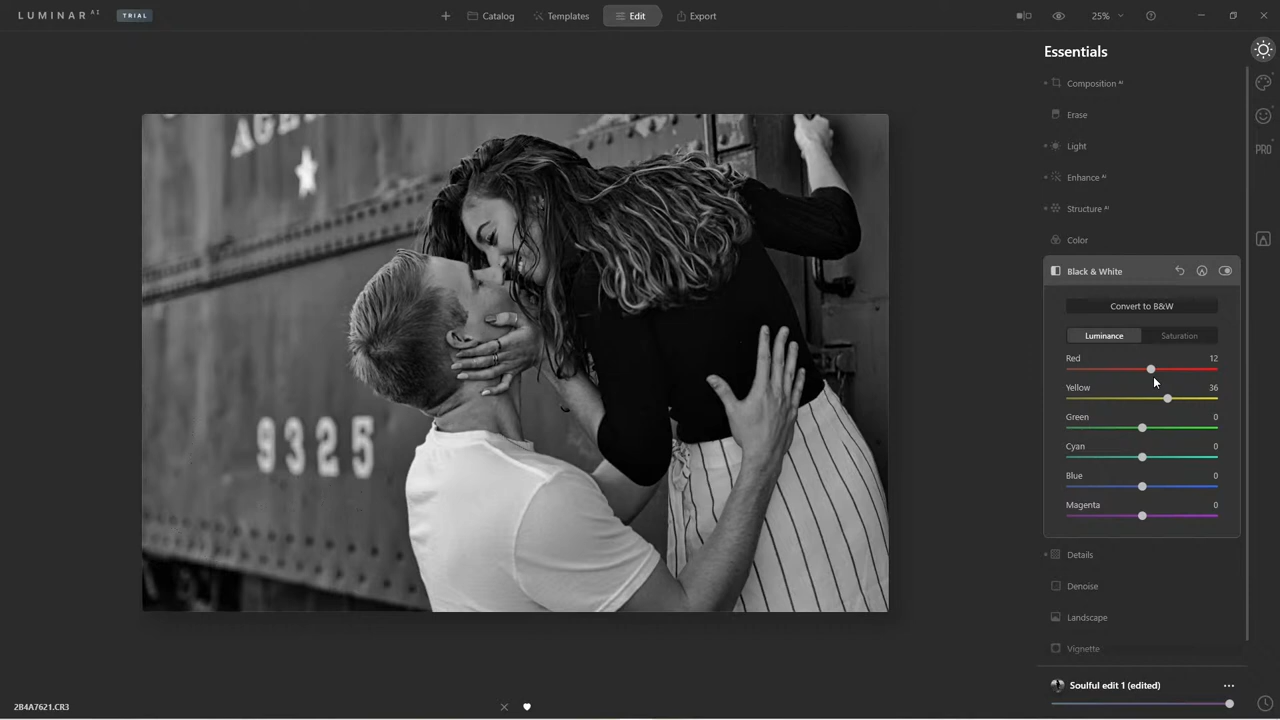 LUMINAR AI TRIAL
Catalog Templates Edit Export 25%
Essentials
Composition AI
Erase
Light
Enhance AI
Structure AI
Color
Black & White
Convert to B&W
Luminance Saturation
Red 12
Yellow 36
Green 0
Cyan 0
Blue 0
Magenta 0
Details
Denoise
Landscape
Vignette
Soulful edit 1 (edited)
PRO
9325
2B4A7621.CR3